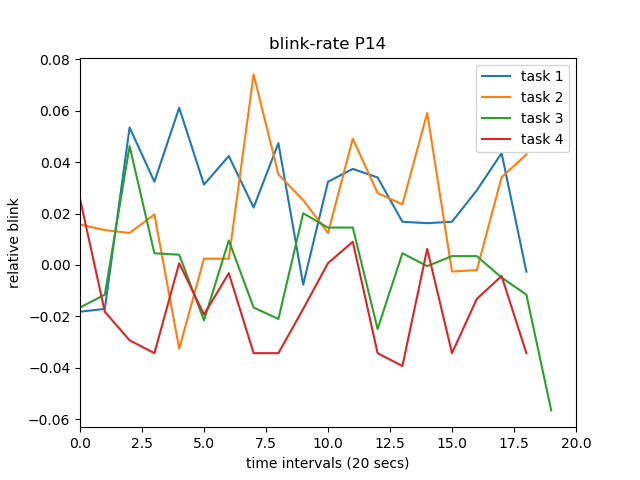 blink-rate P14
0.08
0.06
0.04
0.02
0.00
−0.02
−0.04
−0.06
relative blink
task 1
task 2
task 3
task 4
0.0 2.5 5.0 7.5 10.0 12.5 15.0 17.5 20.0
time intervals (20 secs)